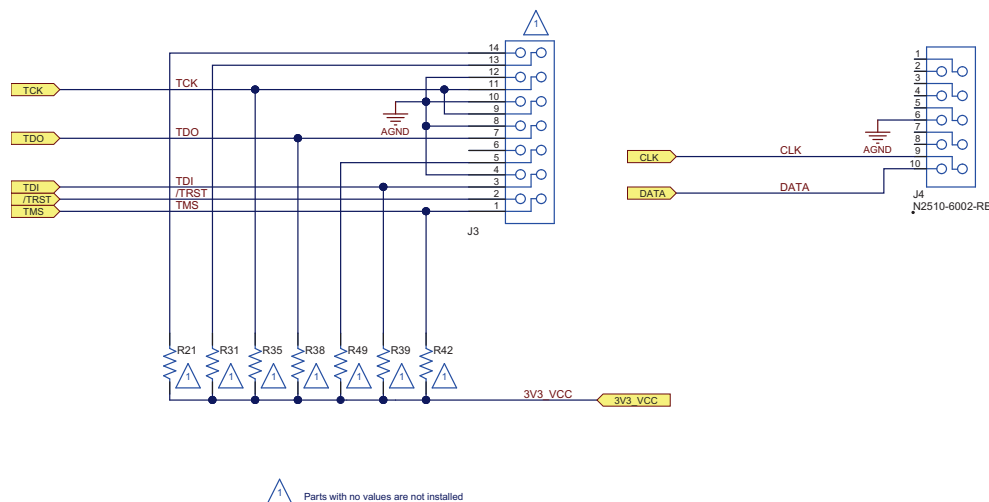 1
14
13
12
TCK
TCK
11
10
9
AGND
8
TDO
TDO
7
6
5
4
TDI
TDI
3
/TRST
/TRST
2
TMS
TMS
1
J3
1
2
3
4
5
6
AGND
7
8
CLK
CLK
9
10
DATA
DATA
J4
N2510-6002-RB
R21
R31
R35
R38
R49
R39
R42
1
1
1
1
1
1
1
3V3_VCC
3V3_VCC
1
Parts with no values are not installed